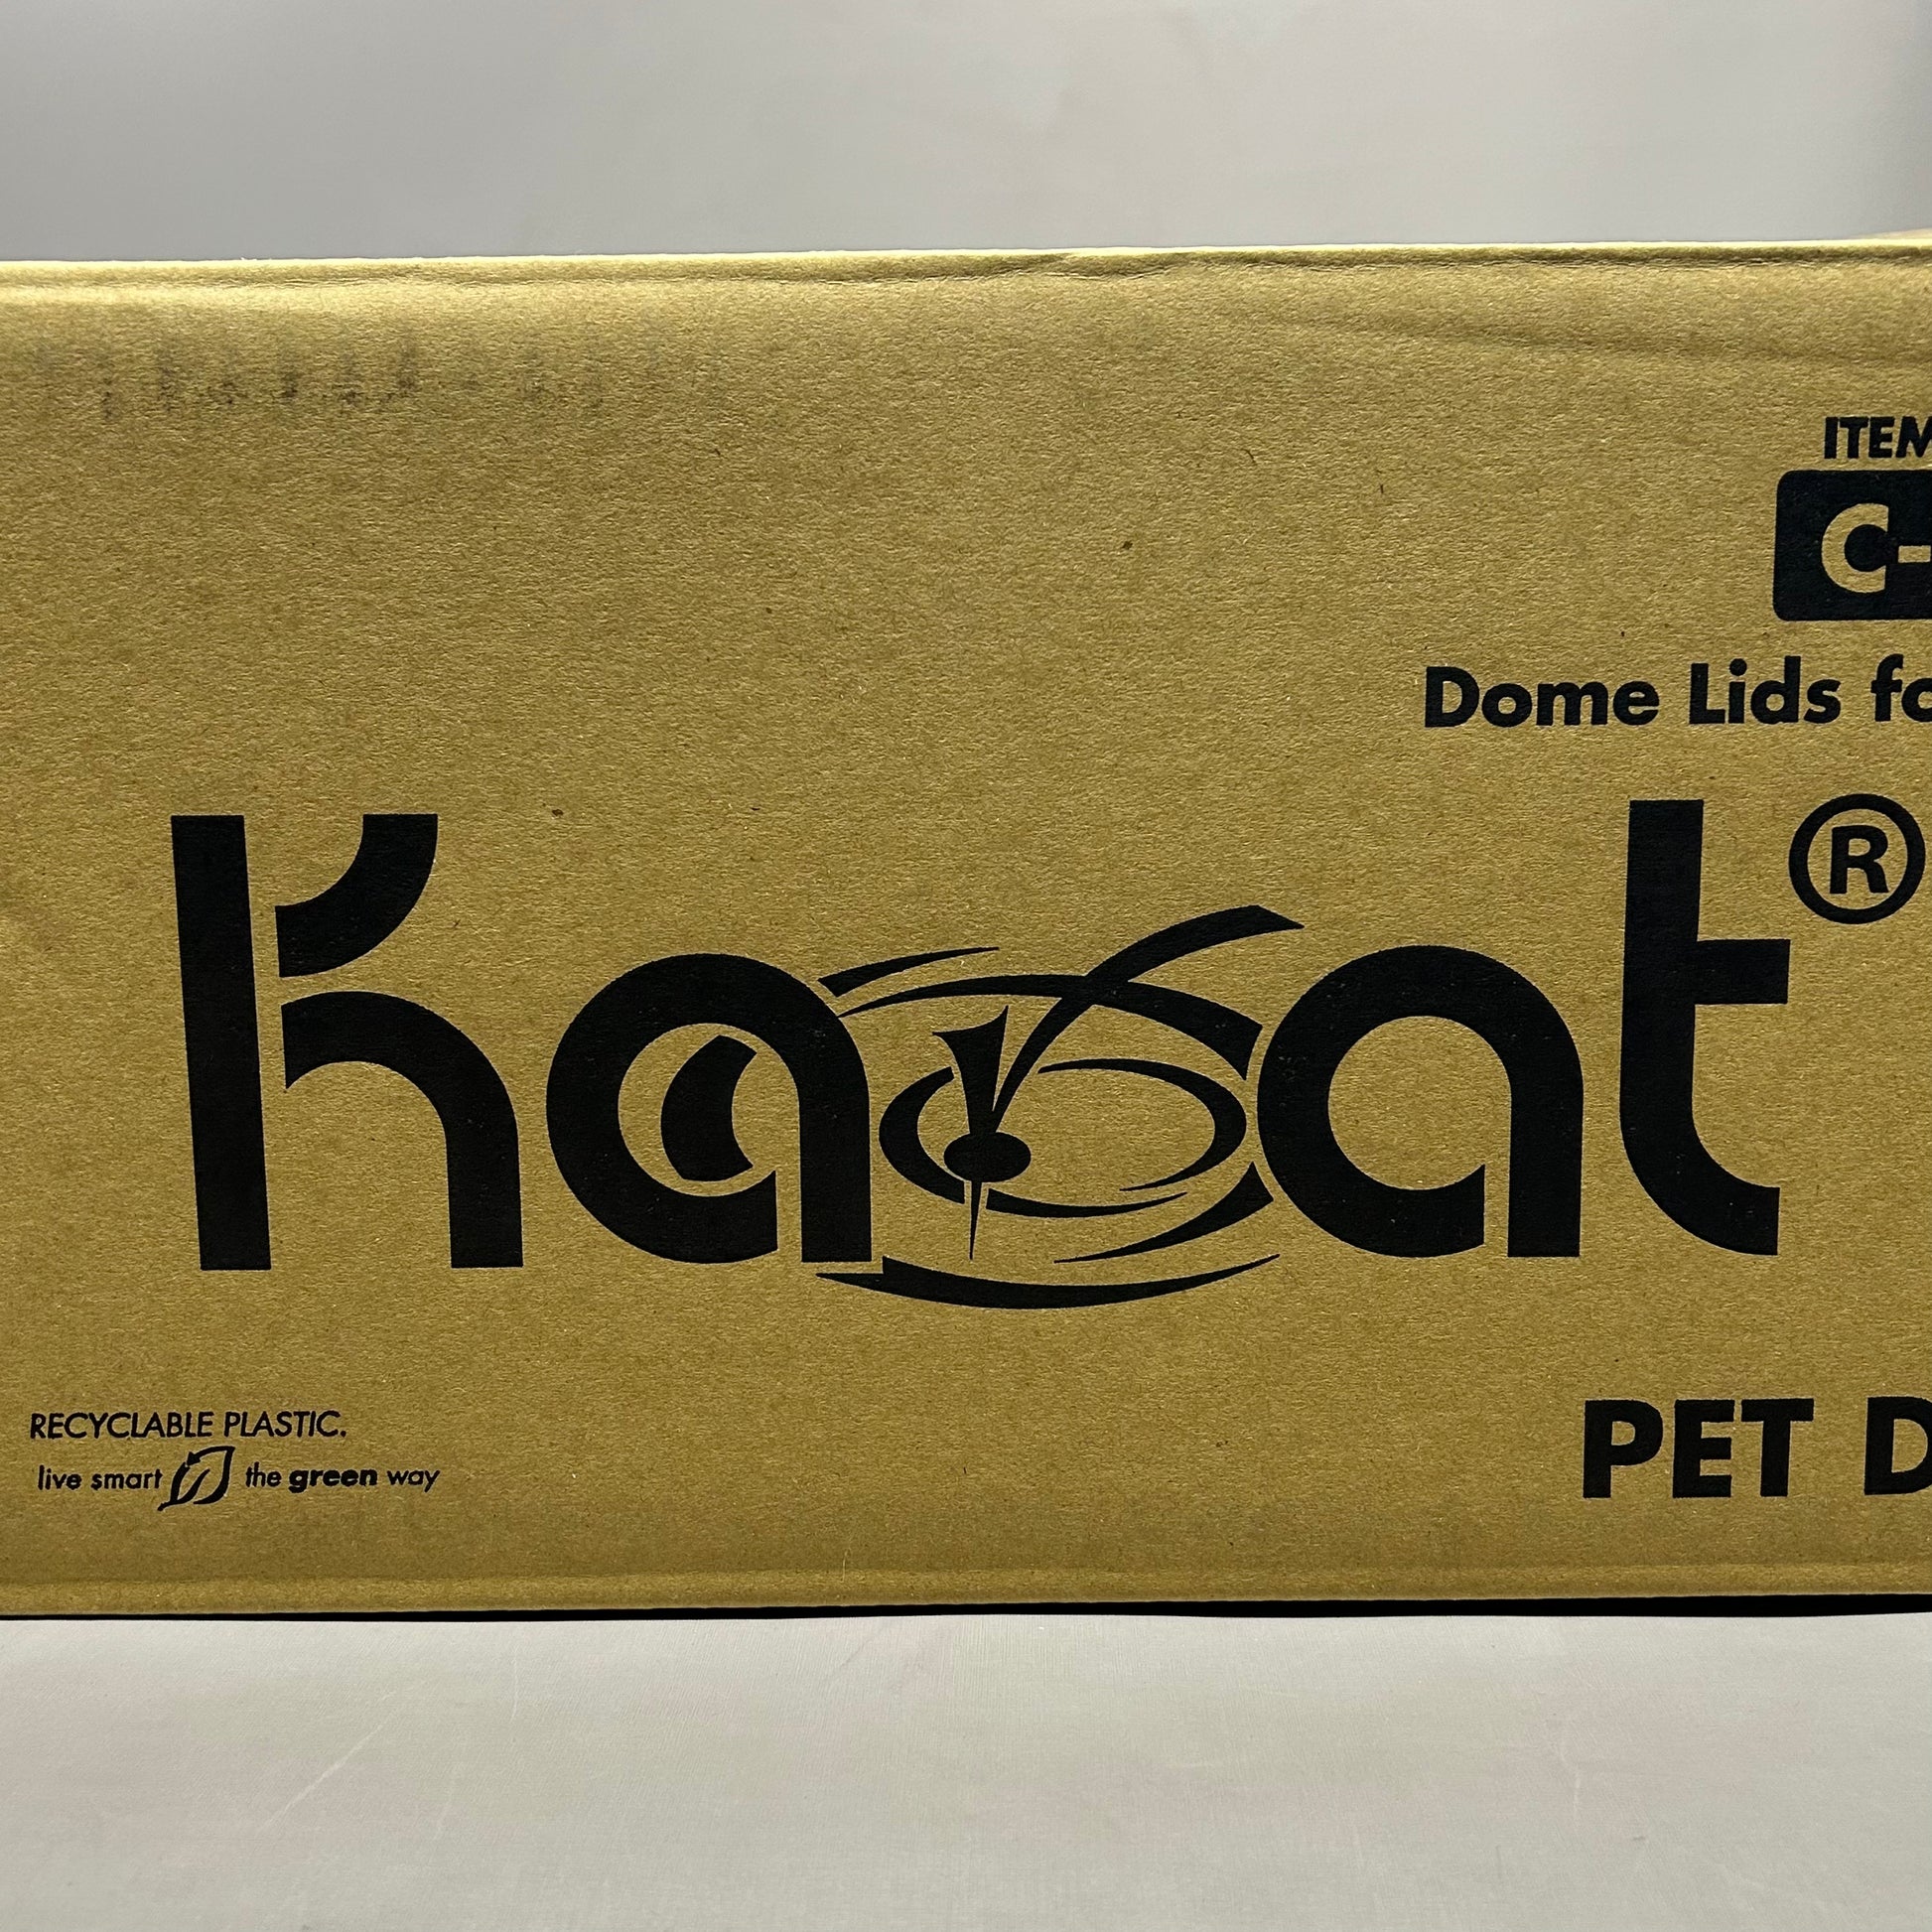 ITEM
C-
Dome Lids fo
Karat®
RECYCLABLE PLASTIC.
live smart the green way
PET D